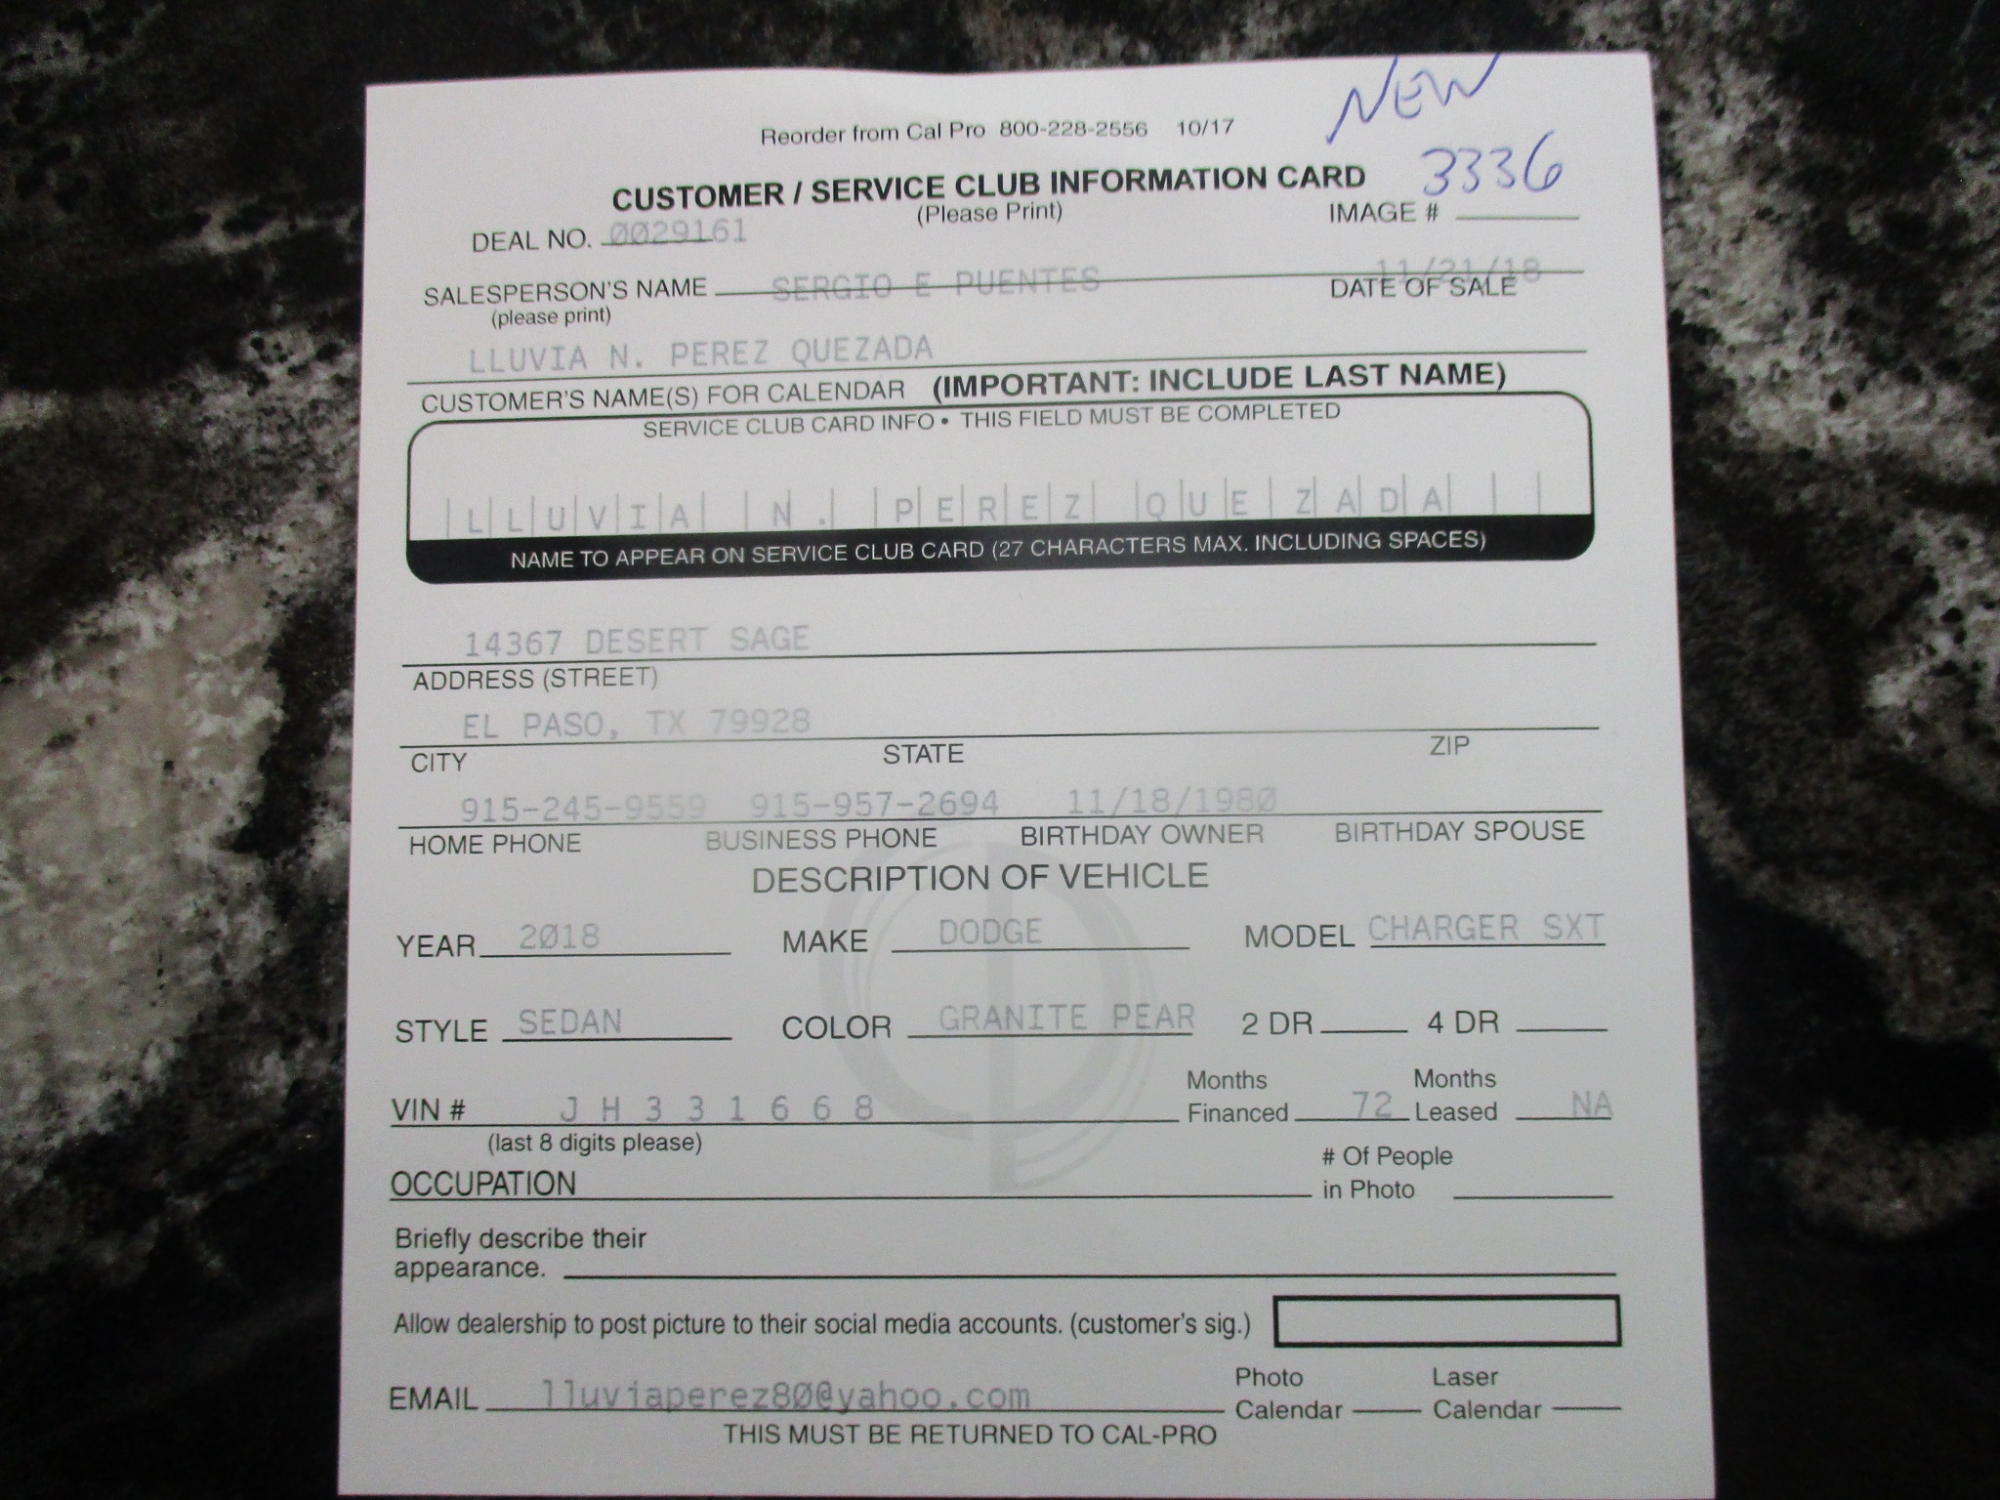 NEW
Reorder from Cal Pro 800-228-2556 10/17
CUSTOMER / SERVICE CLUB INFORMATION CARD 3336
(Please Print) IMAGE #
DEAL NO. 0029161
11/21/18
SALESPERSON'S NAME SERGIO E PUENTES DATE OF SALE
(please print)
LLUVIA N. PEREZ QUEZADA
CUSTOMER'S NAME(S) FOR CALENDAR (IMPORTANT: INCLUDE LAST NAME)
SERVICE CLUB CARD INFO • THIS FIELD MUST BE COMPLETED
LLUVIA N. PEREZ QUEZADA
NAME TO APPEAR ON SERVICE CLUB CARD (27 CHARACTERS MAX. INCLUDING SPACES)
14367 DESERT SAGE
ADDRESS (STREET)
EL PASO, TX 79928
CITY STATE ZIP
915-245-9559 915-957-2694 11/18/1980
HOME PHONE BUSINESS PHONE BIRTHDAY OWNER BIRTHDAY SPOUSE
DESCRIPTION OF VEHICLE
YEAR 2018 MAKE DODGE MODEL CHARGER SXT
STYLE SEDAN COLOR GRANITE PEAR 2 DR 4 DR
Months Months
VIN # J H 3 3 1 6 6 8 Financed 72 Leased NA
(last 8 digits please)
# Of People
OCCUPATION in Photo
Briefly describe their
appearance.
Allow dealership to post picture to their social media accounts. (customer's sig.)
Photo Laser
EMAIL lluviaperez80@yahoo.com Calendar Calendar
THIS MUST BE RETURNED TO CAL-PRO